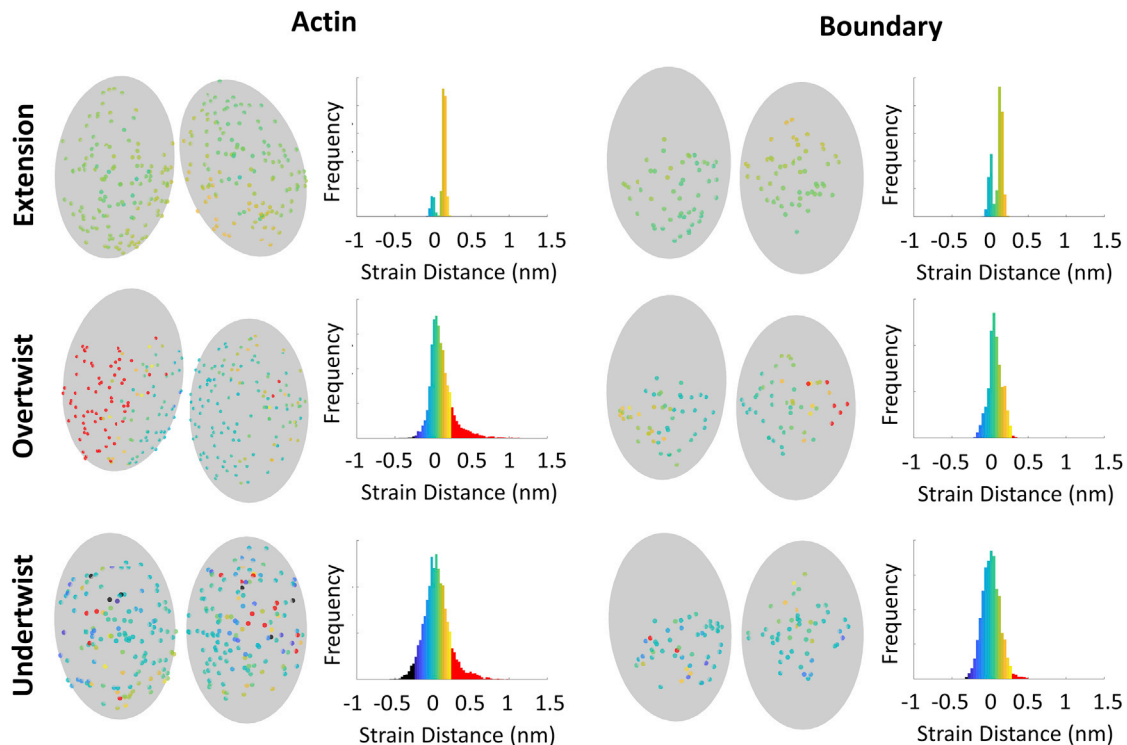 Actin
Boundary
Extension
Frequency
-1 -0.5 0 0.5 1 1.5
Strain Distance (nm)
Frequency
-1 -0.5 0 0.5 1 1.5
Strain Distance (nm)
Overtwist
Frequency
-1 -0.5 0 0.5 1 1.5
Strain Distance (nm)
Frequency
-1 -0.5 0 0.5 1 1.5
Strain Distance (nm)
Undertwist
Frequency
-1 -0.5 0 0.5 1 1.5
Strain Distance (nm)
Frequency
-1 -0.5 0 0.5 1 1.5
Strain Distance (nm)